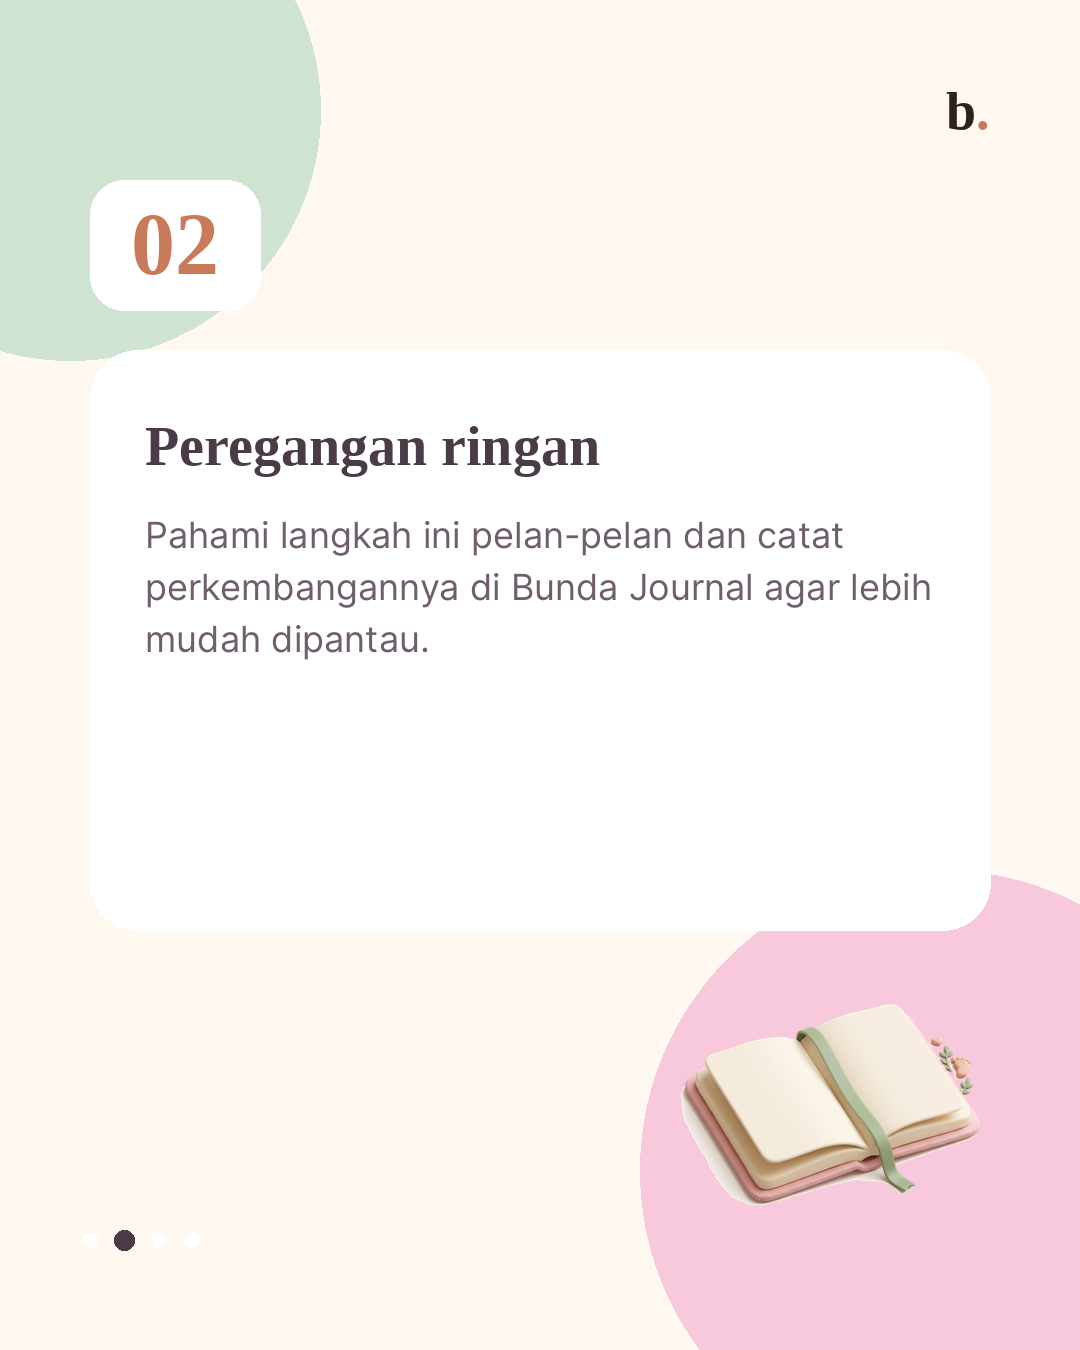 b.
02
Peregangan ringan
Pahami langkah ini pelan-pelan dan catat
perkembangannya di Bunda Journal agar lebih
mudah dipantau.